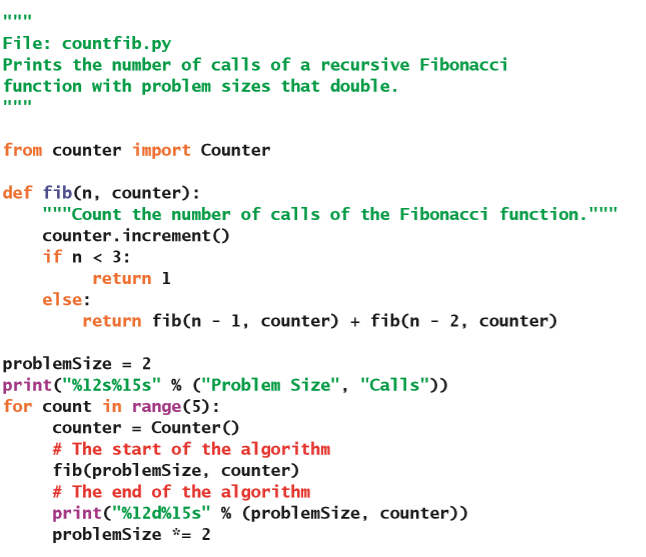 """
File: countfib.py
Prints the number of calls of a recursive Fibonacci
function with problem sizes that double.
"""

from counter import Counter

def fib(n, counter):
    """Count the number of calls of the Fibonacci function."""
    counter.increment()
    if n < 3:
         return 1
    else:
        return fib(n - 1, counter) + fib(n - 2, counter)

problemSize = 2
print("%12s%15s" % ("Problem Size", "Calls"))
for count in range(5):
     counter = Counter()
     # The start of the algorithm
     fib(problemSize, counter)
     # The end of the algorithm
     print("%12d%15s" % (problemSize, counter))
     problemSize *= 2